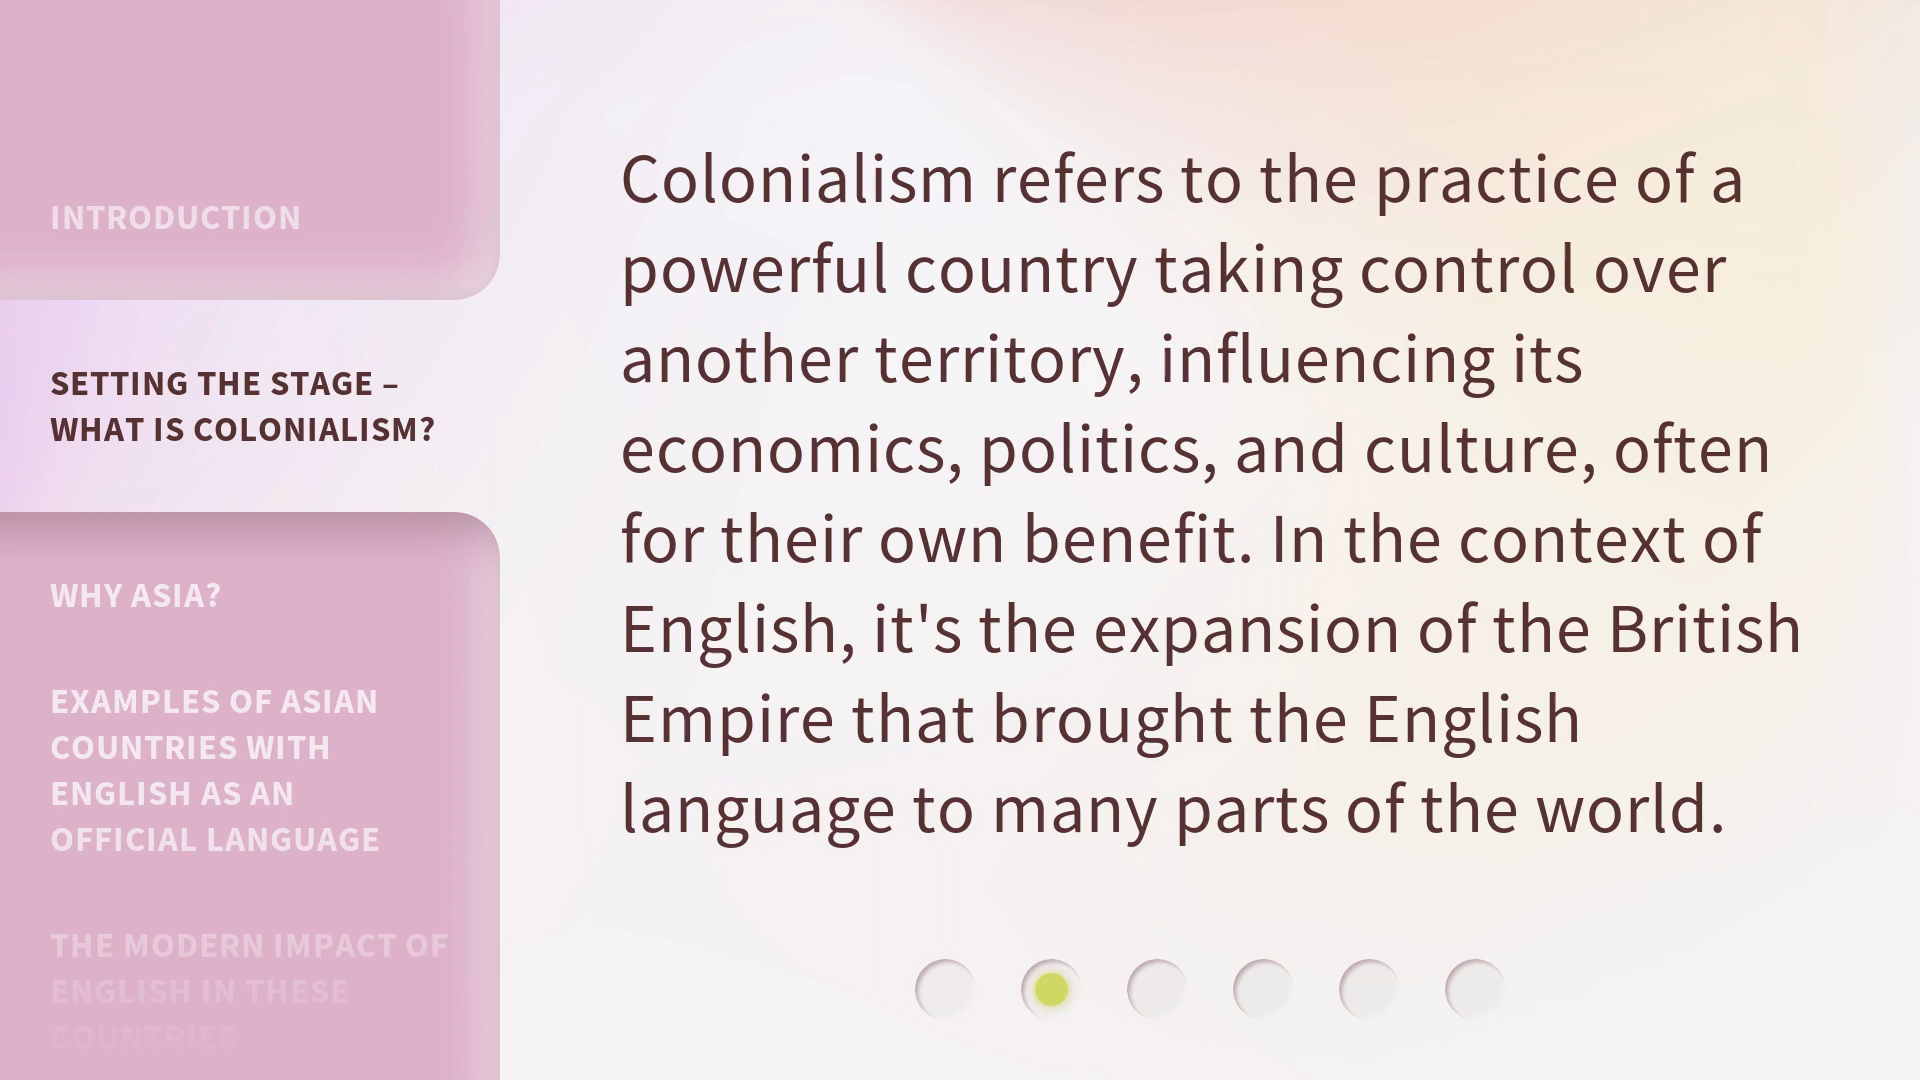 INTRODUCTION
SETTING THE STAGE –
WHAT IS COLONIALISM?
WHY ASIA?
EXAMPLES OF ASIAN
COUNTRIES WITH
ENGLISH AS AN
OFFICIAL LANGUAGE
THE MODERN IMPACT OF
ENGLISH IN THESE
COUNTRIES
Colonialism refers to the practice of a
powerful country taking control over
another territory, influencing its
economics, politics, and culture, often
for their own benefit. In the context of
English, it's the expansion of the British
Empire that brought the English
language to many parts of the world.